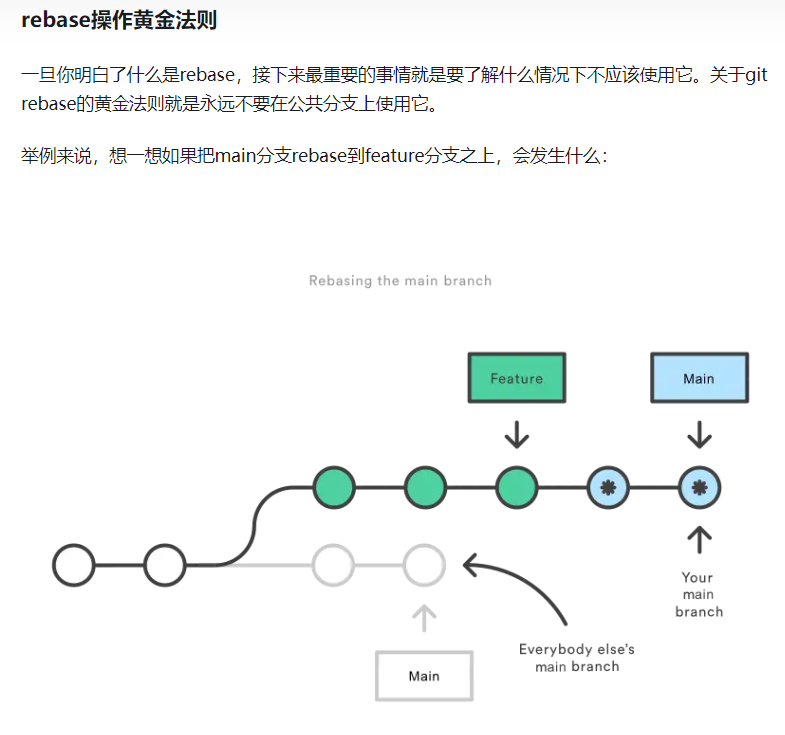 rebase操作黄金法则
一旦你明白了什么是rebase，接下来最重要的事情就是要了解什么情况下不应该使用它。关于git
rebase的黄金法则就是永远不要在公共分支上使用它。
举例来说，想一想如果把main分支rebase到feature分支之上，会发生什么：
Rebasing the main branch
Feature
Main
Your
main
branch
Everybody else's
main branch
Main